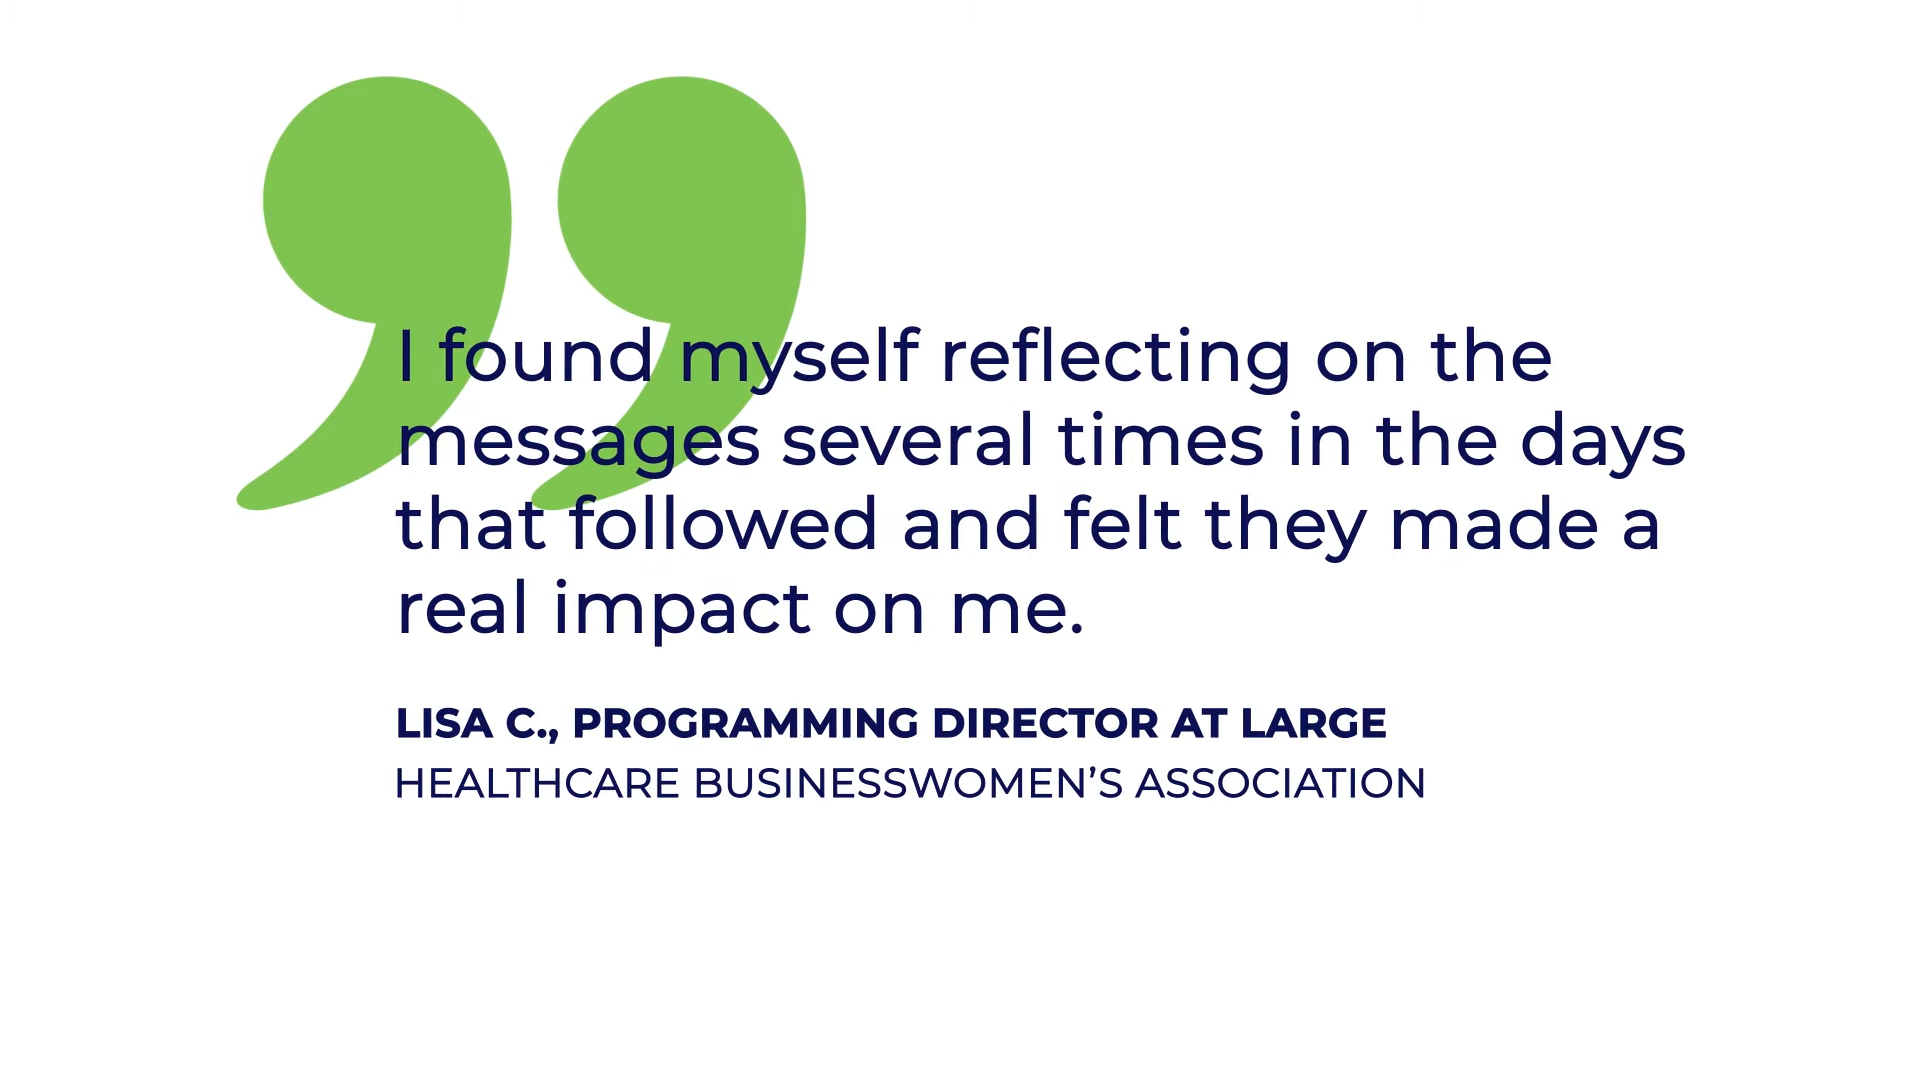 I found myself reflecting on the
messages several times in the days
that followed and felt they made a
real impact on me.
LISA C., PROGRAMMING DIRECTOR AT LARGE
HEALTHCARE BUSINESSWOMEN’S ASSOCIATION